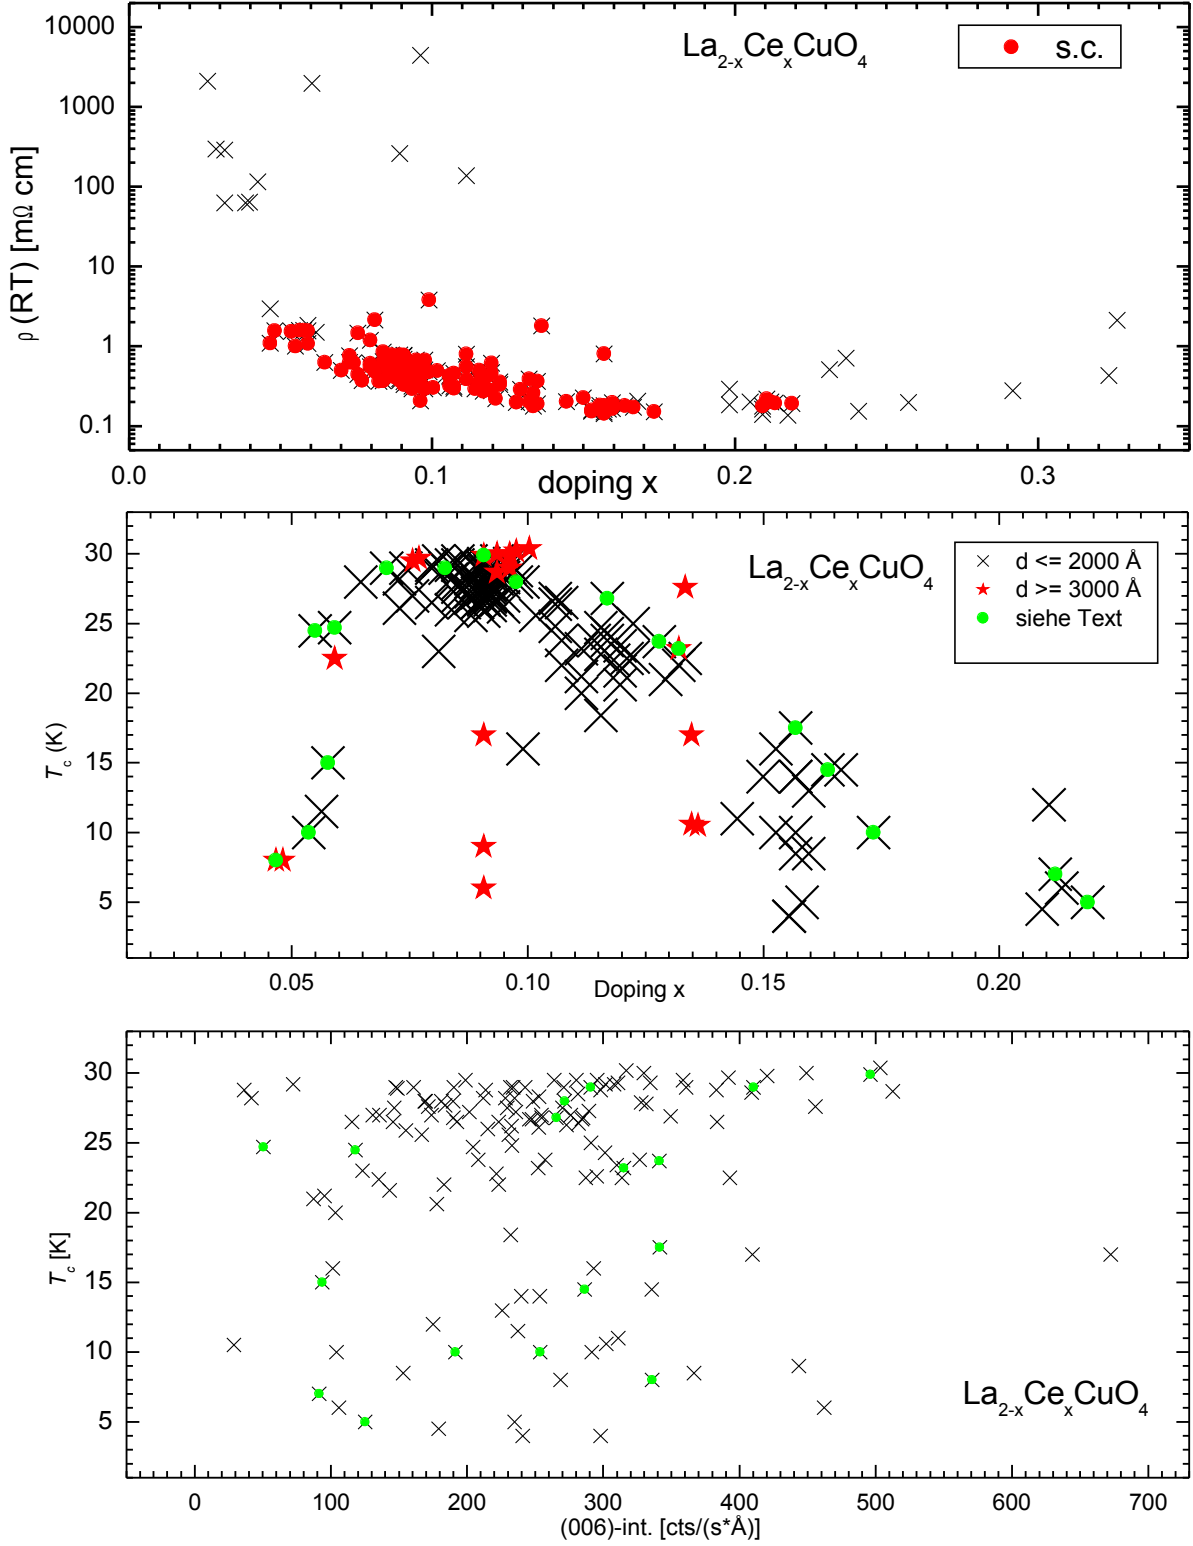 10000
1000
100
10
1
0.1
ρ (RT) [mΩ cm]
La2-xCexCuO4
s.c.
0.0 0.1 0.2 0.3
doping x
30
25
20
15
10
5
Tc (K)
La2-xCexCuO4
d <= 2000 Å
d >= 3000 Å
siehe Text
0.05 0.10 0.15 0.20
Doping x
30
25
20
15
10
5
Tc [K]
La2-xCexCuO4
0 100 200 300 400 500 600 700
(006)-int. [cts/(s*Å)]